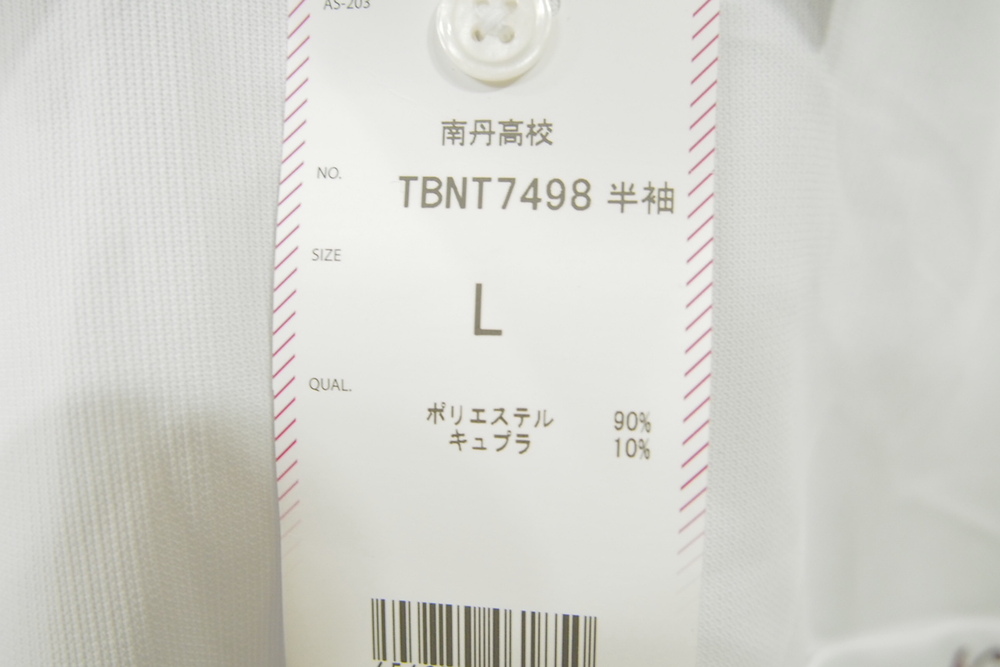 AS-203
南丹高校
NO.
TBNT7498 半袖
SIZE
L
QUAL.
ポリエステル 90%
キュプラ 10%